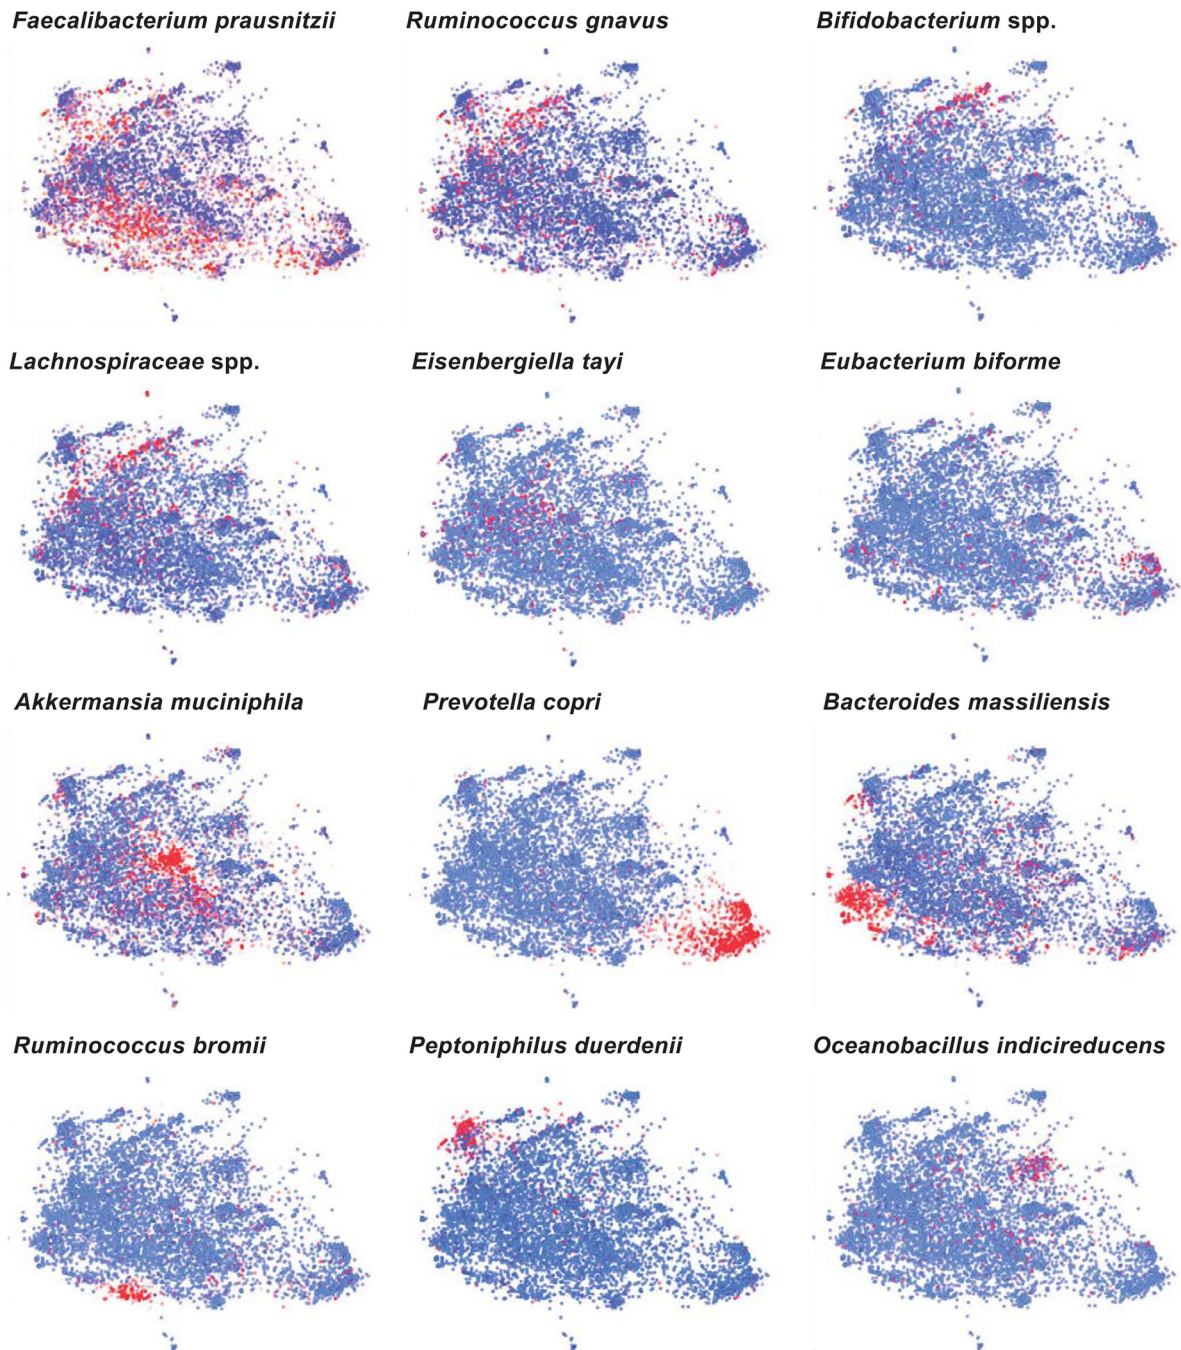 Faecalibacterium prausnitzii
Ruminococcus gnavus
Bifidobacterium spp.
Lachnospiraceae spp.
Eisenbergiella tayi
Eubacterium biforme
Akkermansia muciniphila
Prevotella copri
Bacteroides massiliensis
Ruminococcus bromii
Peptoniphilus duerdenii
Oceanobacillus indicireducens